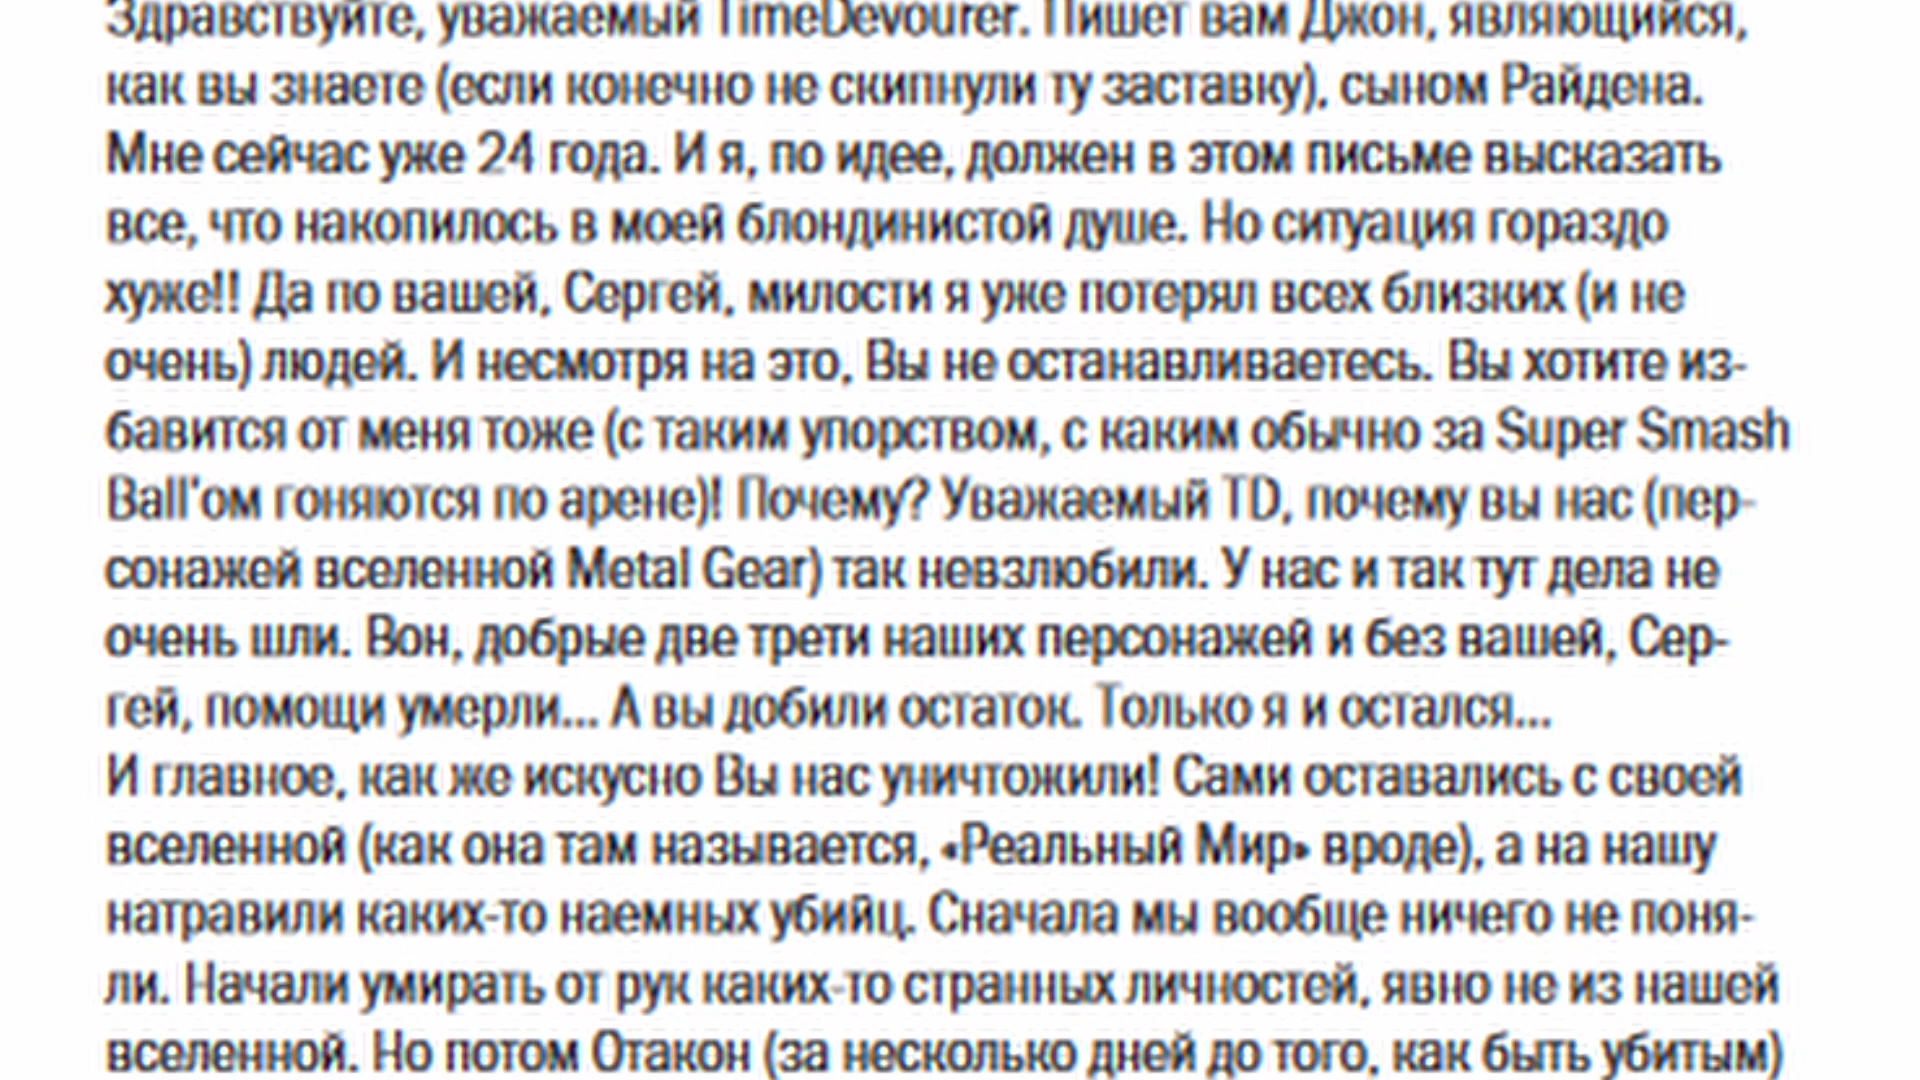 Здравствуйте, уважаемый TimeDevourer. Пишет вам Джон, являющийся,
как вы знаете (если конечно не скипнули ту заставку), сыном Райдена.
Мне сейчас уже 24 года. И я, по идее, должен в этом письме высказать
все, что накопилось в моей блондинистой душе. Но ситуация гораздо
хуже!! Да по вашей, Сергей, милости я уже потерял всех близких (и не
очень) людей. И несмотря на это, Вы не останавливаетесь. Вы хотите из-
бавится от меня тоже (с таким упорством, с каким обычно за Super Smash
Ball'ом гоняются по арене)! Почему? Уважаемый TD, почему вы нас (пер-
сонажей вселенной Metal Gear) так невзлюбили. У нас и так тут дела не
очень шли. Вон, добрые две трети наших персонажей и без вашей, Сер-
гей, помощи умерли... А вы добили остаток. Только я и остался...
И главное, как же искусно Вы нас уничтожили! Сами оставались с своей
вселенной (как она там называется, «Реальный Мир» вроде), а на нашу
натравили каких-то наемных убийц. Сначала мы вообще ничего не поня-
ли. Начали умирать от рук каких-то странных личностей, явно не из нашей
вселенной. Но потом Отакон (за несколько дней до того, как быть убитым)